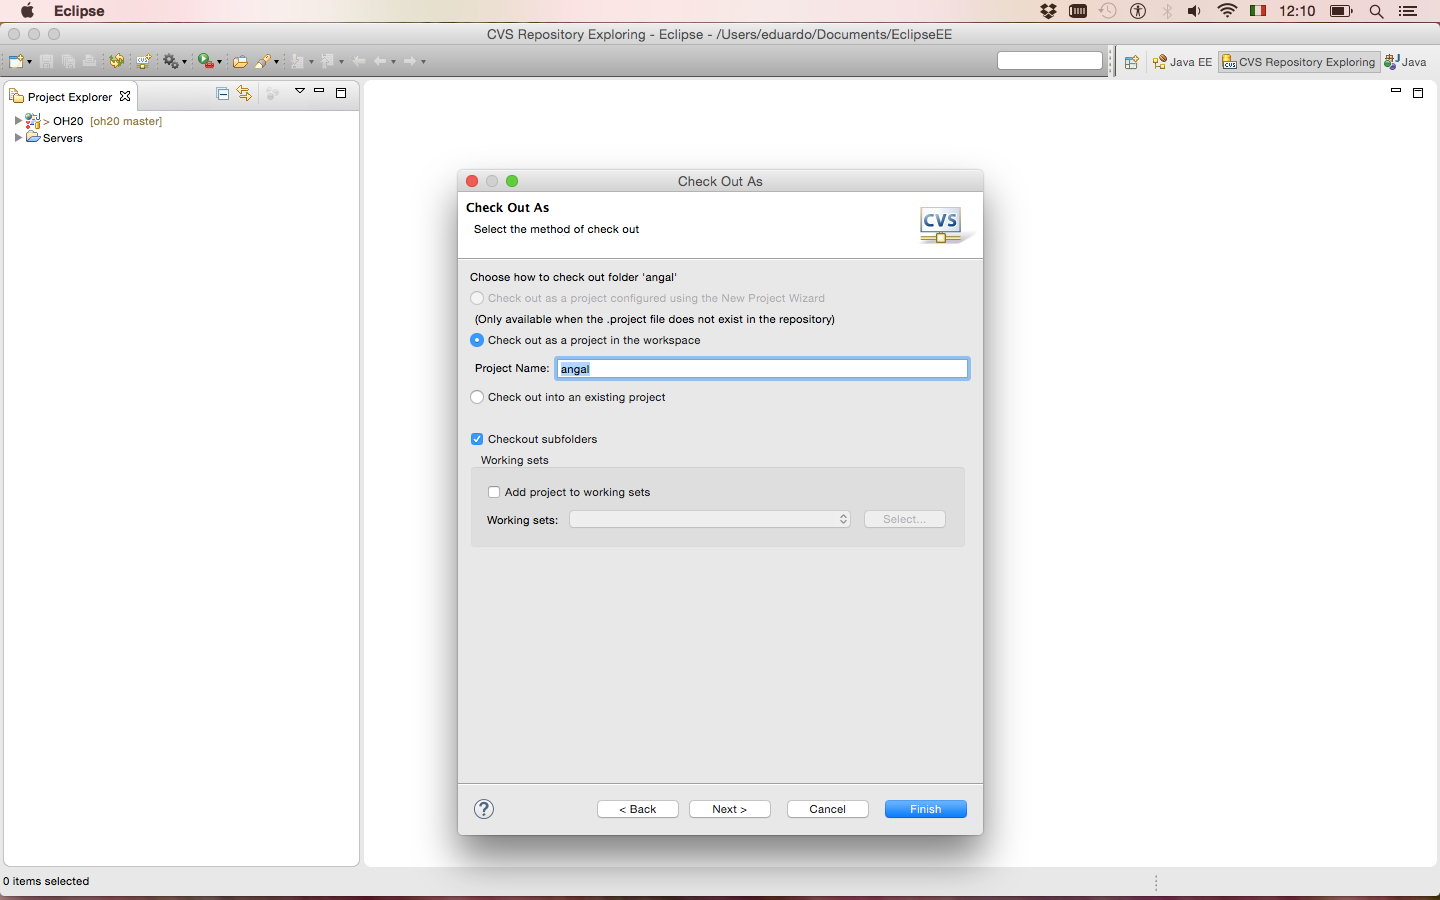 Eclipse
12:10
CVS Repository Exploring - Eclipse - /Users/eduardo/Documents/EclipseEE
Java EE
CVS Repository Exploring
Java
Project Explorer
> OH20 [oh20 master]
Servers
Check Out As
Check Out As
Select the method of check out
CVS
Choose how to check out folder 'angal'
Check out as a project configured using the New Project Wizard
(Only available when the .project file does not exist in the repository)
Check out as a project in the workspace
Project Name: angal
Check out into an existing project
Checkout subfolders
Working sets
Add project to working sets
Working sets:
Select...
?
< Back
Next >
Cancel
Finish
0 items selected